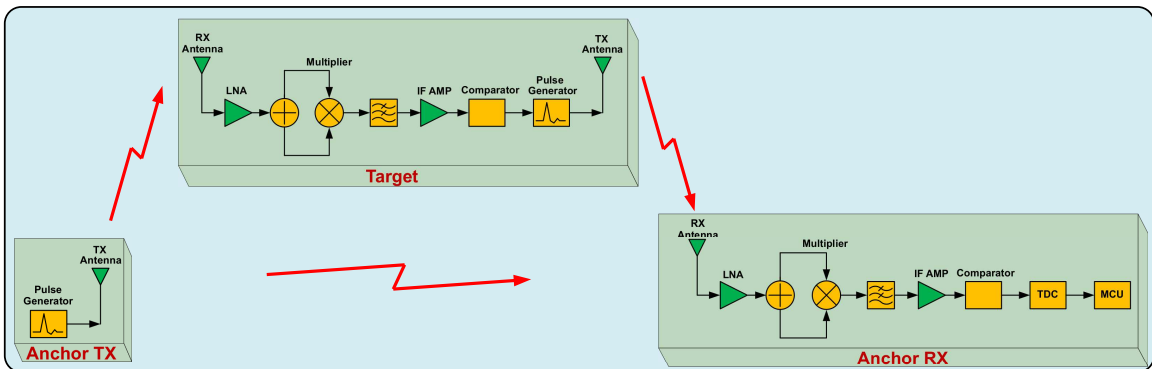 RX
Antenna
LNA
Multiplier
IF AMP
Comparator
Pulse
Generator
TX
Antenna
Target
TX
Antenna
Pulse
Generator
Anchor TX
RX
Antenna
LNA
Multiplier
IF AMP
Comparator
TDC
MCU
Anchor RX